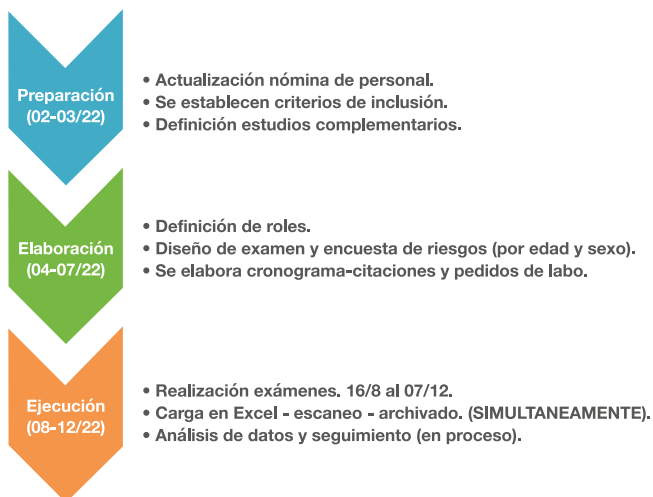 Preparación
(02-03/22)
• Actualización nómina de personal.
• Se establecen criterios de inclusión.
• Definición estudios complementarios.
Elaboración
(04-07/22)
• Definición de roles.
• Diseño de examen y encuesta de riesgos (por edad y sexo).
• Se elabora cronograma-citaciones y pedidos de labo.
Ejecución
(08-12/22)
• Realización exámenes. 16/8 al 07/12.
• Carga en Excel - escaneo - archivado. (SIMULTANEAMENTE).
• Análisis de datos y seguimiento (en proceso).